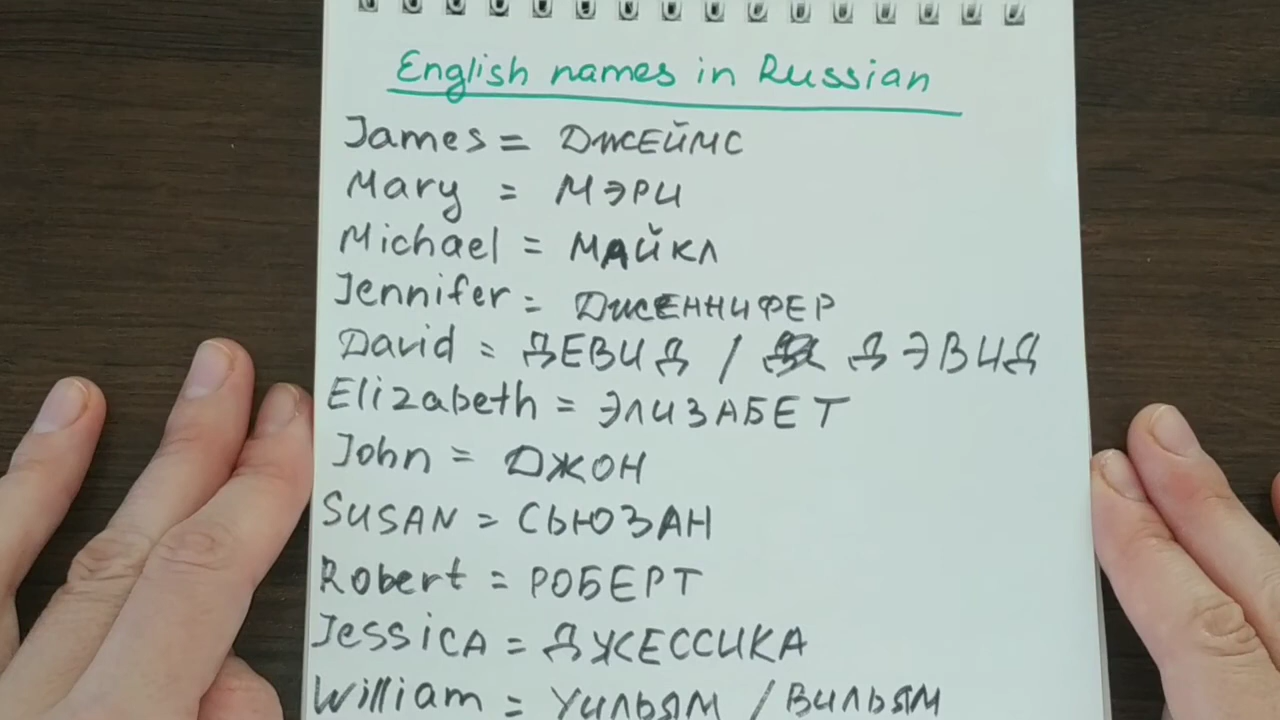 English names in Russian
James = ДЖЕЙМС
Mary = МЭРИ
Michael = МАЙКЛ
Jennifer = ДЖЕННИФЕР
David = ДЕВИД / ДЭВИД
Elizabeth = ЭЛИЗАБЕТ
John = ДЖОН
SUSAN = СЬЮЗАН
Robert = РОБЕРТ
JessicA = ДЖЕССИКА
William = УИЛЬЯМ / ВИЛЬЯМ